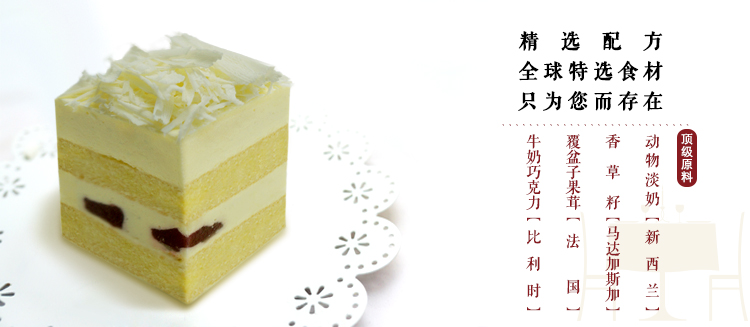 精选配方
全球特选食材
只为您而存在
顶级原料
动物淡奶【新西兰】
香草籽【马达加斯加】
覆盆子果茸【法国】
牛奶巧克力【比利时】